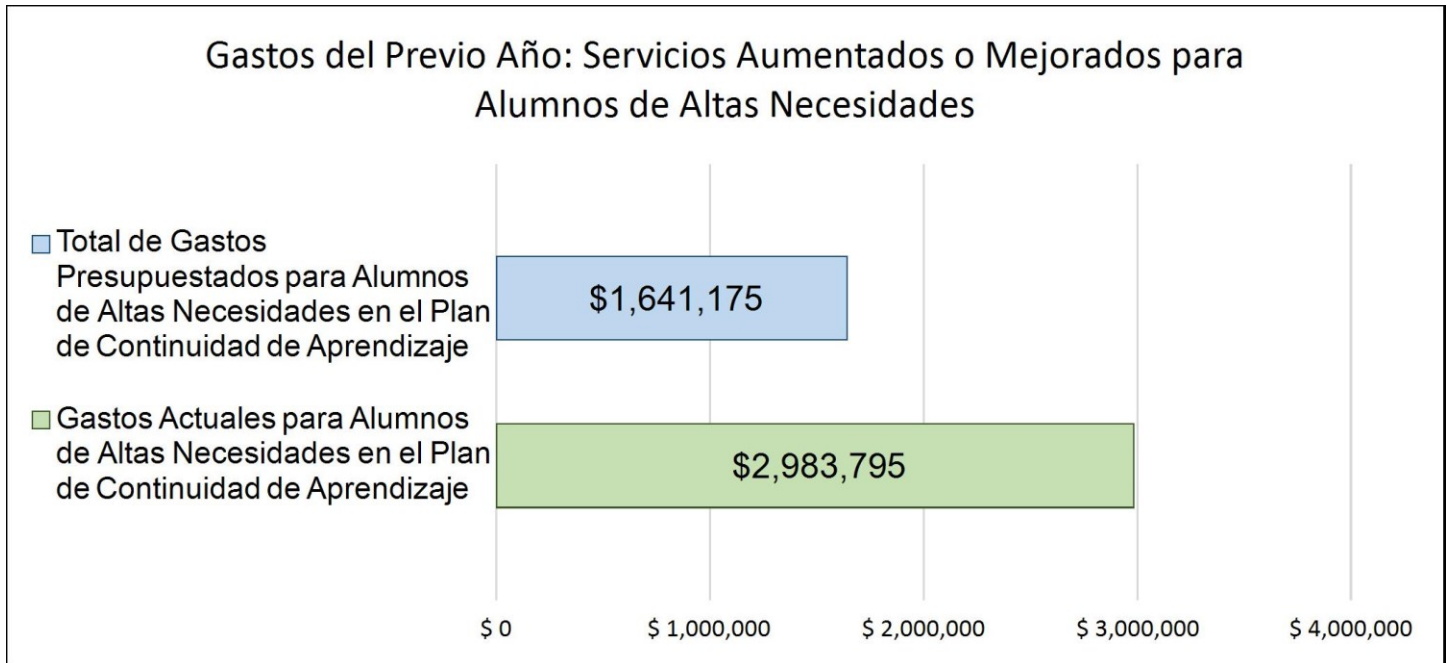 Gastos del Previo Año: Servicios Aumentados o Mejorados para
Alumnos de Altas Necesidades
Total de Gastos
Presupuestados para Alumnos
de Altas Necesidades en el Plan
de Continuidad de Aprendizaje
$1,641,175
Gastos Actuales para Alumnos
de Altas Necesidades en el Plan
de Continuidad de Aprendizaje
$2,983,795
$ 0 $ 1,000,000 $ 2,000,000 $ 3,000,000 $ 4,000,000